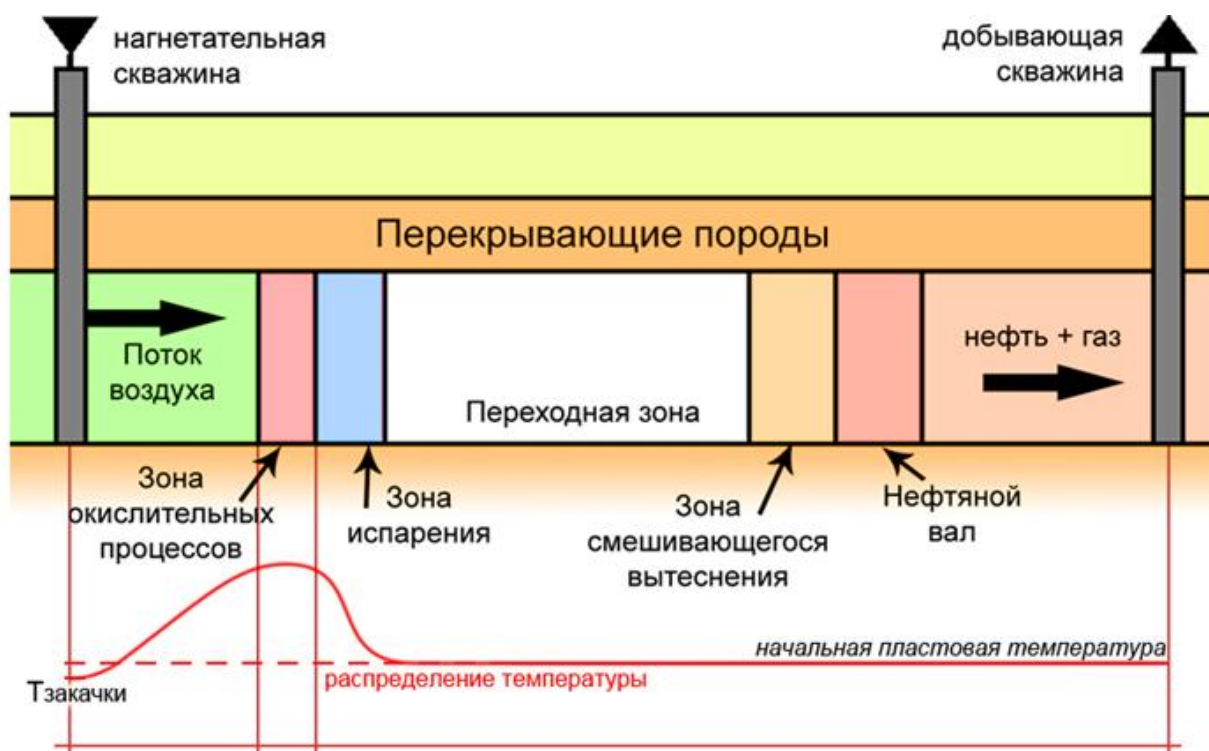 нагнетательная
скважина
добывающая
скважина
Перекрывающие породы
Поток
воздуха
Переходная зона
нефть + газ
Зона
окислительных
процессов
Зона
испарения
Зона
смешивающегося
вытеснения
Нефтяной
вал
начальная пластовая температура
Тзакачки
распределение температуры